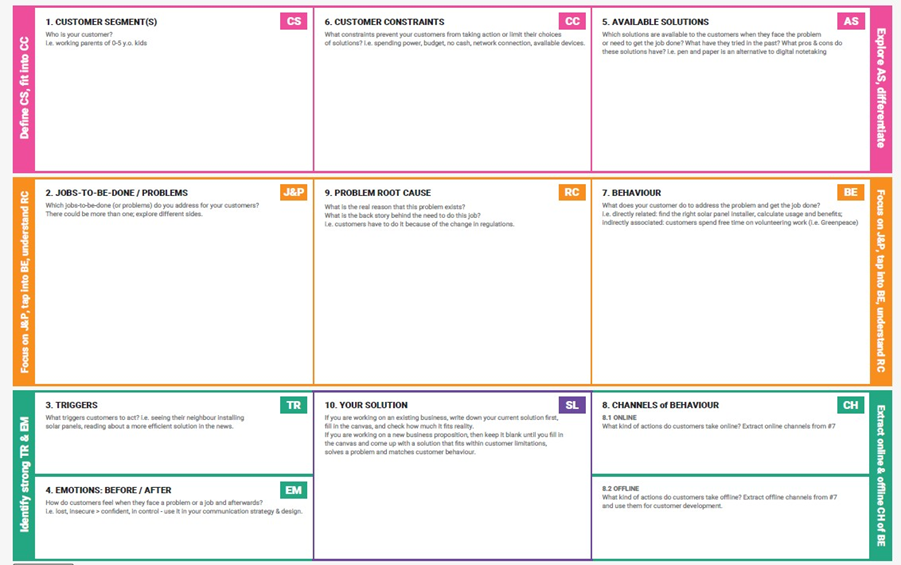 Define CS, fit into CC
1. CUSTOMER SEGMENT(S)
CS
Who is your customer?
i.e. working parents of 0-5 y.o. kids
6. CUSTOMER CONSTRAINTS
CC
What constraints prevent your customers from taking action or limit their choices
of solutions? i.e. spending power, budget, no cash, network connection, available devices.
5. AVAILABLE SOLUTIONS
AS
Which solutions are available to the customers when they face the problem
or need to get the job done? What have they tried in the past? What pros & cons do
these solutions have? i.e. pen and paper is an alternative to digital notetaking
Explore AS, differentiate
Focus on J&P, tap into BE, understand RC
2. JOBS-TO-BE-DONE / PROBLEMS
J&P
Which jobs-to-be-done (or problems) do you address for your customers?
There could be more than one; explore different sides.
9. PROBLEM ROOT CAUSE
RC
What is the real reason that this problem exists?
What is the back story behind the need to do this job?
i.e. customers have to do it because of the change in regulations.
7. BEHAVIOUR
BE
What does your customer do to address the problem and get the job done?
i.e. directly related: find the right solar panel installer, calculate usage and benefits;
indirectly associated: customers spend free time on volunteering work (i.e. Greenpeace)
Focus on J&P, tap into BE, understand RC
Identify strong TR & EM
3. TRIGGERS
TR
What triggers customers to act? i.e. seeing their neighbour installing
solar panels, reading about a more efficient solution in the news.
4. EMOTIONS: BEFORE / AFTER
EM
How do customers feel when they face a problem or a job and afterwards?
i.e. lost, insecure > confident, in control - use it in your communication strategy & design.
10. YOUR SOLUTION
SL
If you are working on an existing business, write down your current solution first,
fill in the canvas, and check how much it fits reality.
If you are working on a new business proposition, then keep it blank until you fill in
the canvas and come up with a solution that fits within customer limitations,
solves a problem and matches customer behaviour.
8. CHANNELS of BEHAVIOUR
CH
8.1 ONLINE
What kind of actions do customers take online? Extract online channels from #7
8.2 OFFLINE
What kind of actions do customers take offline? Extract offline channels from #7
and use them for customer development.
Extract online & offline CH of BE